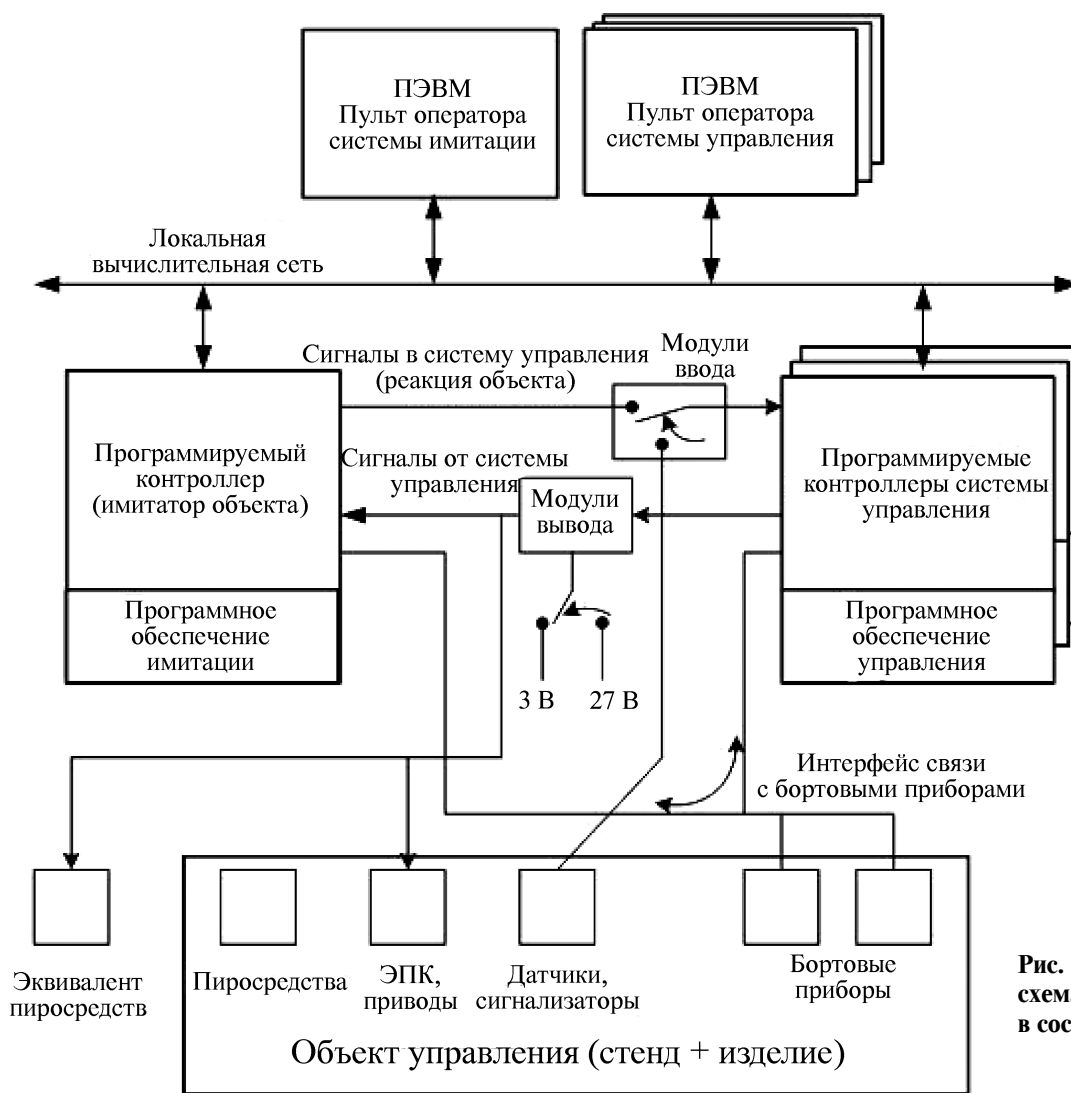 ПЭВМ
Пульт оператора
системы имитации
ПЭВМ
Пульт оператора
системы управления
Локальная
вычислительная сеть
Сигналы в систему управления
(реакция объекта)
Модули
ввода
Программируемый
контроллер
(имитатор объекта)
Сигналы от системы
управления
Модули
вывода
Программируемые
контроллеры системы
управления
Программное
обеспечение
имитации
Программное
обеспечение
управления
3 В
27 В
Интерфейс связи
с бортовыми приборами
Эквивалент
пиросредств
Пиросредства
ЭПК,
приводы
Датчики,
сигнализаторы
Бортовые
приборы
Объект управления (стенд + изделие)
Рис.
схем
в сос